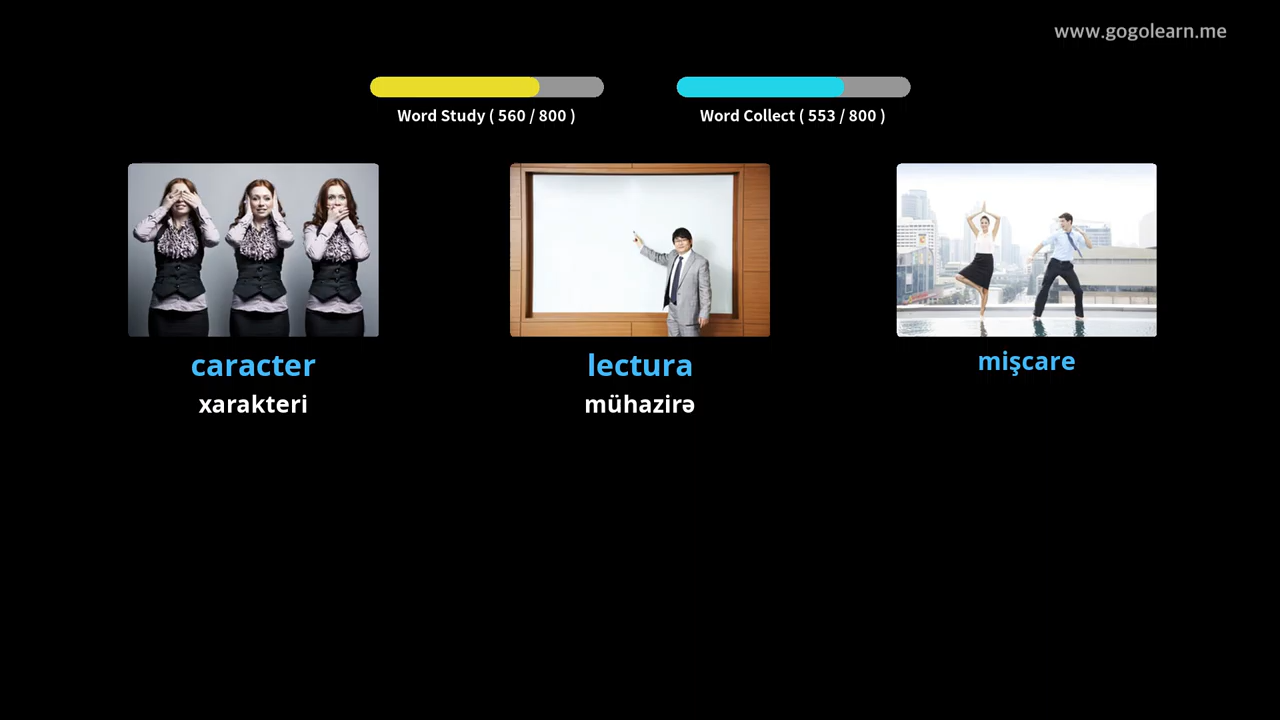 www.gogolearn.me
Word Study ( 560 / 800 )
Word Collect ( 553 / 800 )
caracter
xarakteri
lectura
mühazirə
mişcare